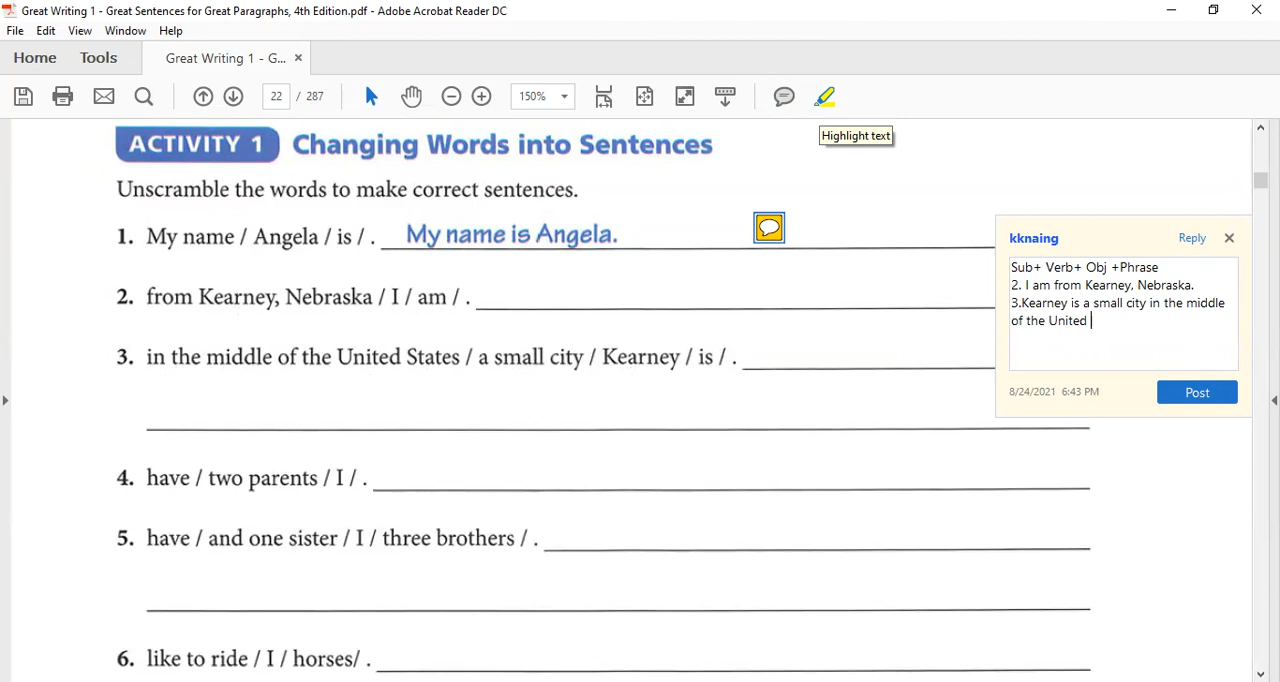 Great Writing 1 - Great Sentences for Great Paragraphs, 4th Edition.pdf - Adobe Acrobat Reader DC
File Edit View Window Help
Home Tools Great Writing 1 - G... ×
22 / 287 150%
Highlight text
ACTIVITY 1 Changing Words into Sentences
Unscramble the words to make correct sentences.
1. My name / Angela / is / . My name is Angela.
2. from Kearney, Nebraska / I / am / .
3. in the middle of the United States / a small city / Kearney / is / .
4. have / two parents / I / .
5. have / and one sister / I / three brothers / .
6. like to ride / I / horses/ .
kknaing Reply
Sub+ Verb+ Obj +Phrase
2. I am from Kearney, Nebraska.
3.Kearney is a small city in the middle
of the United
8/24/2021 6:43 PM Post